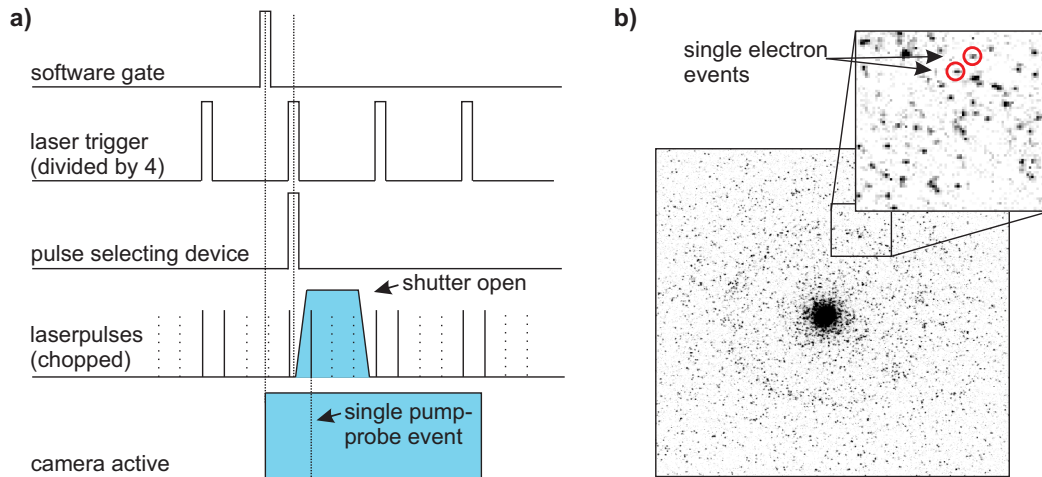 a)
software gate
laser trigger
(divided by 4)
pulse selecting device
shutter open
laserpulses
(chopped)
single pump-
probe event
camera active
b)
single electron
events